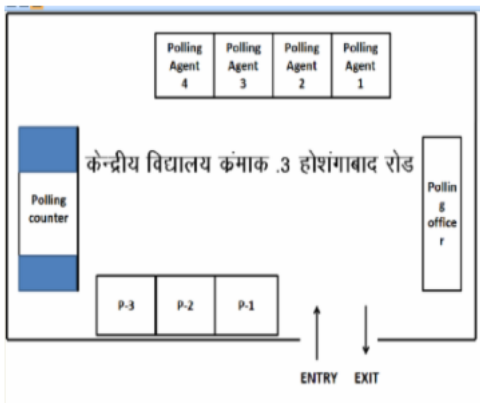 Polling
Agent
4
Polling
Agent
3
Polling
Agent
2
Polling
Agent
1
केन्द्रीय विद्यालय कंमाक .3 होशंगाबाद रोड
Polling
counter
Pollin
g
office
r
P-3
P-2
P-1
ENTRY
EXIT